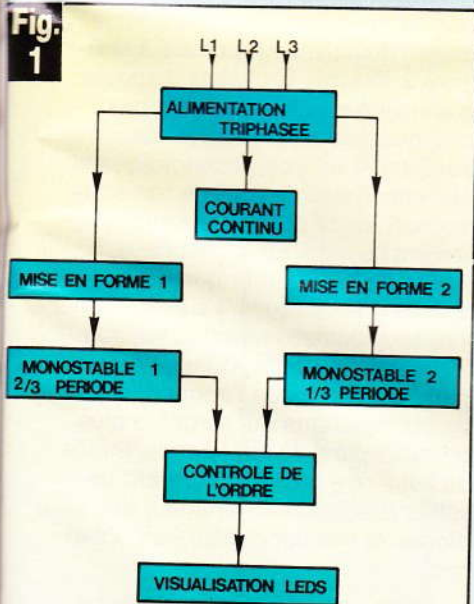 Fig.
1
L1 L2 L3
ALIMENTATION
TRIPHASEE
COURANT
CONTINU
MISE EN FORME 1
MISE EN FORME 2
MONOSTABLE 1
2/3 PERIODE
MONOSTABLE 2
1/3 PERIODE
CONTROLE DE
L'ORDRE
VISUALISATION LEDS